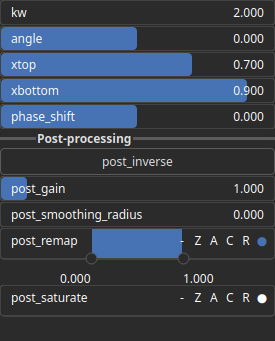 kw 2.000
angle 0.000
xtop 0.700
xbottom 0.900
phase_shift 0.000
Post-processing
post_inverse
post_gain 1.000
post_smoothing_radius 0.000
post_remap - Z A C R
0.000 1.000
post_saturate - Z A C R